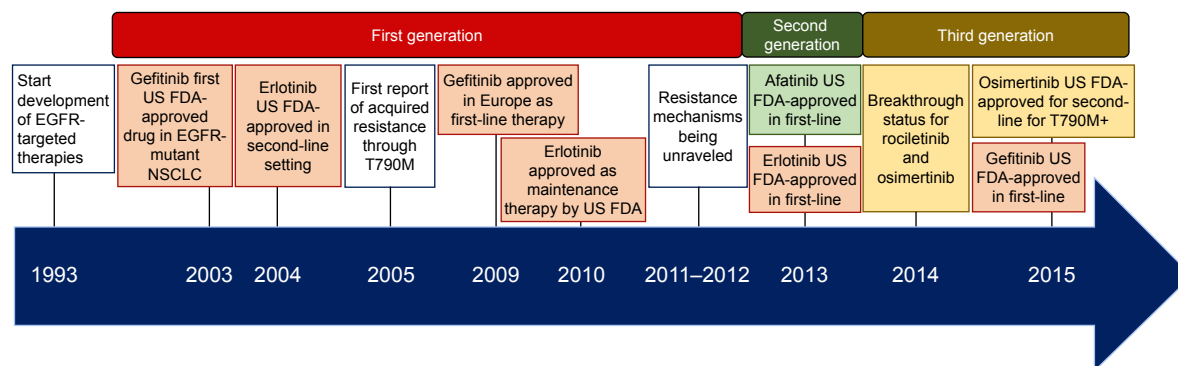 First generation
Second
generation
Third generation
Start
development
of EGFR-
targeted
therapies
Gefitinib first
US FDA-
approved
drug in EGFR-
mutant
NSCLC
Erlotinib
US FDA-
approved in
second-line
setting
First report
of acquired
resistance
through
T790M
Gefitinib approved
in Europe as
first-line therapy
Erlotinib
approved as
maintenance
therapy by US FDA
Resistance
mechanisms
being
unraveled
Afatinib US
FDA-approved
in first-line
Erlotinib US
FDA-approved
in first-line
Breakthrough
status for
rociletinib
and
osimertinib
Osimertinib US FDA-
approved for second-
line for T790M+
Gefitinib US
FDA-approved
in first-line
1993
2003
2004
2005
2009
2010
2011–2012
2013
2014
2015